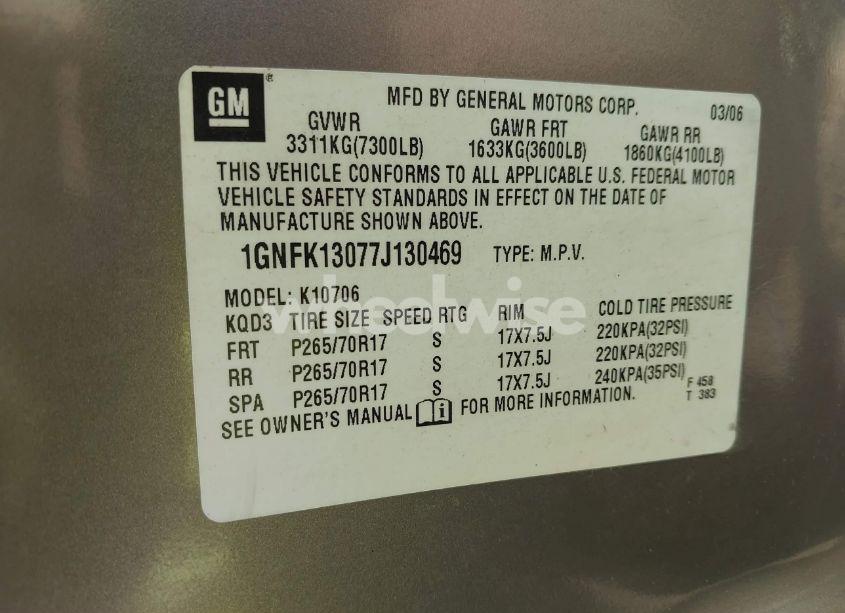 GM®
MFD BY GENERAL MOTORS CORP. 03/06
GVWR GAWR FRT GAWR RR
3311KG(7300LB) 1633KG(3600LB) 1860KG(4100LB)
THIS VEHICLE CONFORMS TO ALL APPLICABLE U.S. FEDERAL MOTOR
VEHICLE SAFETY STANDARDS IN EFFECT ON THE DATE OF
MANUFACTURE SHOWN ABOVE.
1GNFK13077J130469 TYPE: M.P.V.
MODEL: K10706
KQD3 TIRE SIZE SPEED RTG RIM COLD TIRE PRESSURE
FRT P265/70R17 S 17X7.5J 220KPA(32PSI)
RR P265/70R17 S 17X7.5J 220KPA(32PSI)
SPA P265/70R17 S 17X7.5J 240KPA(35PSI)
F 458
T 383
SEE OWNER'S MANUAL i FOR MORE INFORMATION.
wheelwise